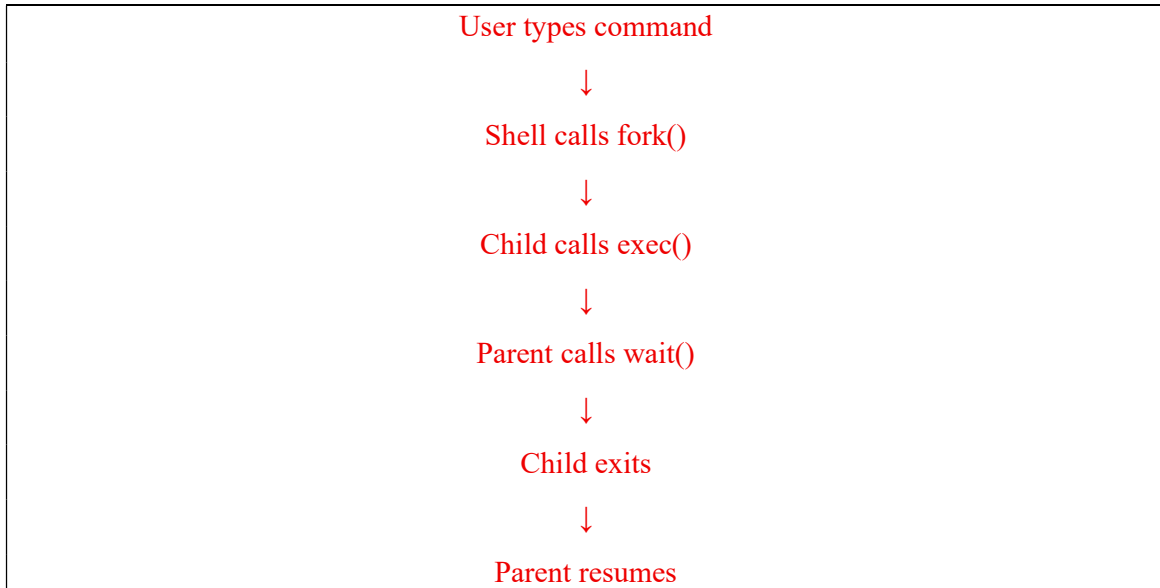 User types command
↓
Shell calls fork()
↓
Child calls exec()
↓
Parent calls wait()
↓
Child exits
↓
Parent resumes